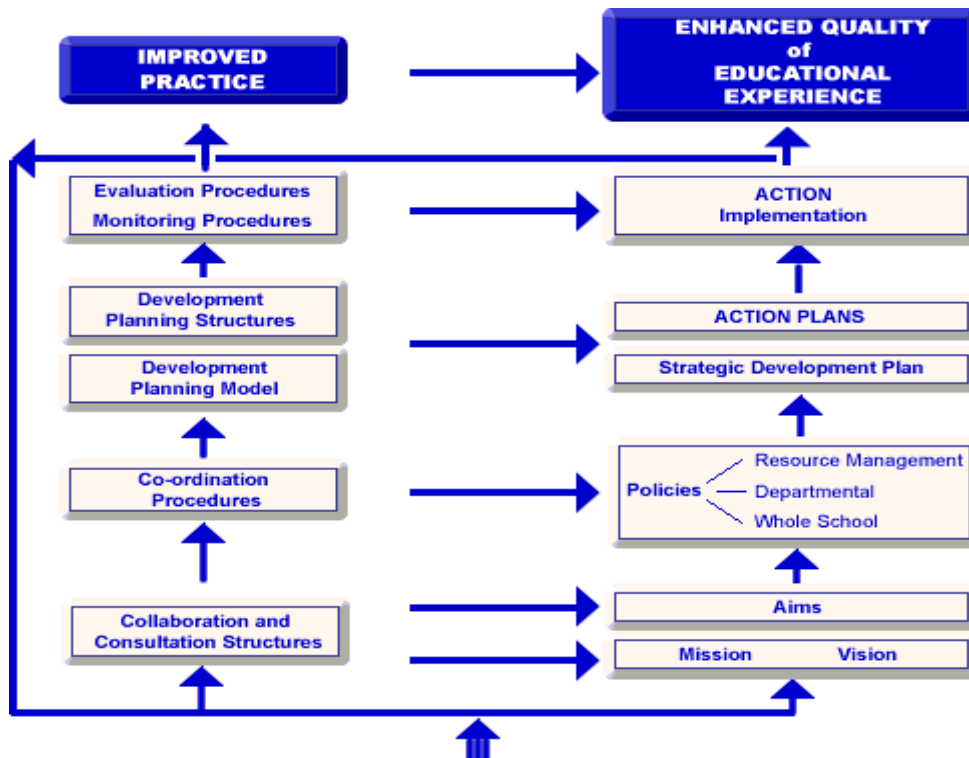 IMPROVED
PRACTICE
ENHANCED QUALITY
of
EDUCATIONAL
EXPERIENCE
Evaluation Procedures
Monitoring Procedures
ACTION
Implementation
Development
Planning Structures
ACTION PLANS
Development
Planning Model
Strategic Development Plan
Co-ordination
Procedures
Policies
Resource Management
Departmental
Whole School
Collaboration and
Consultation Structures
Aims
Mission Vision